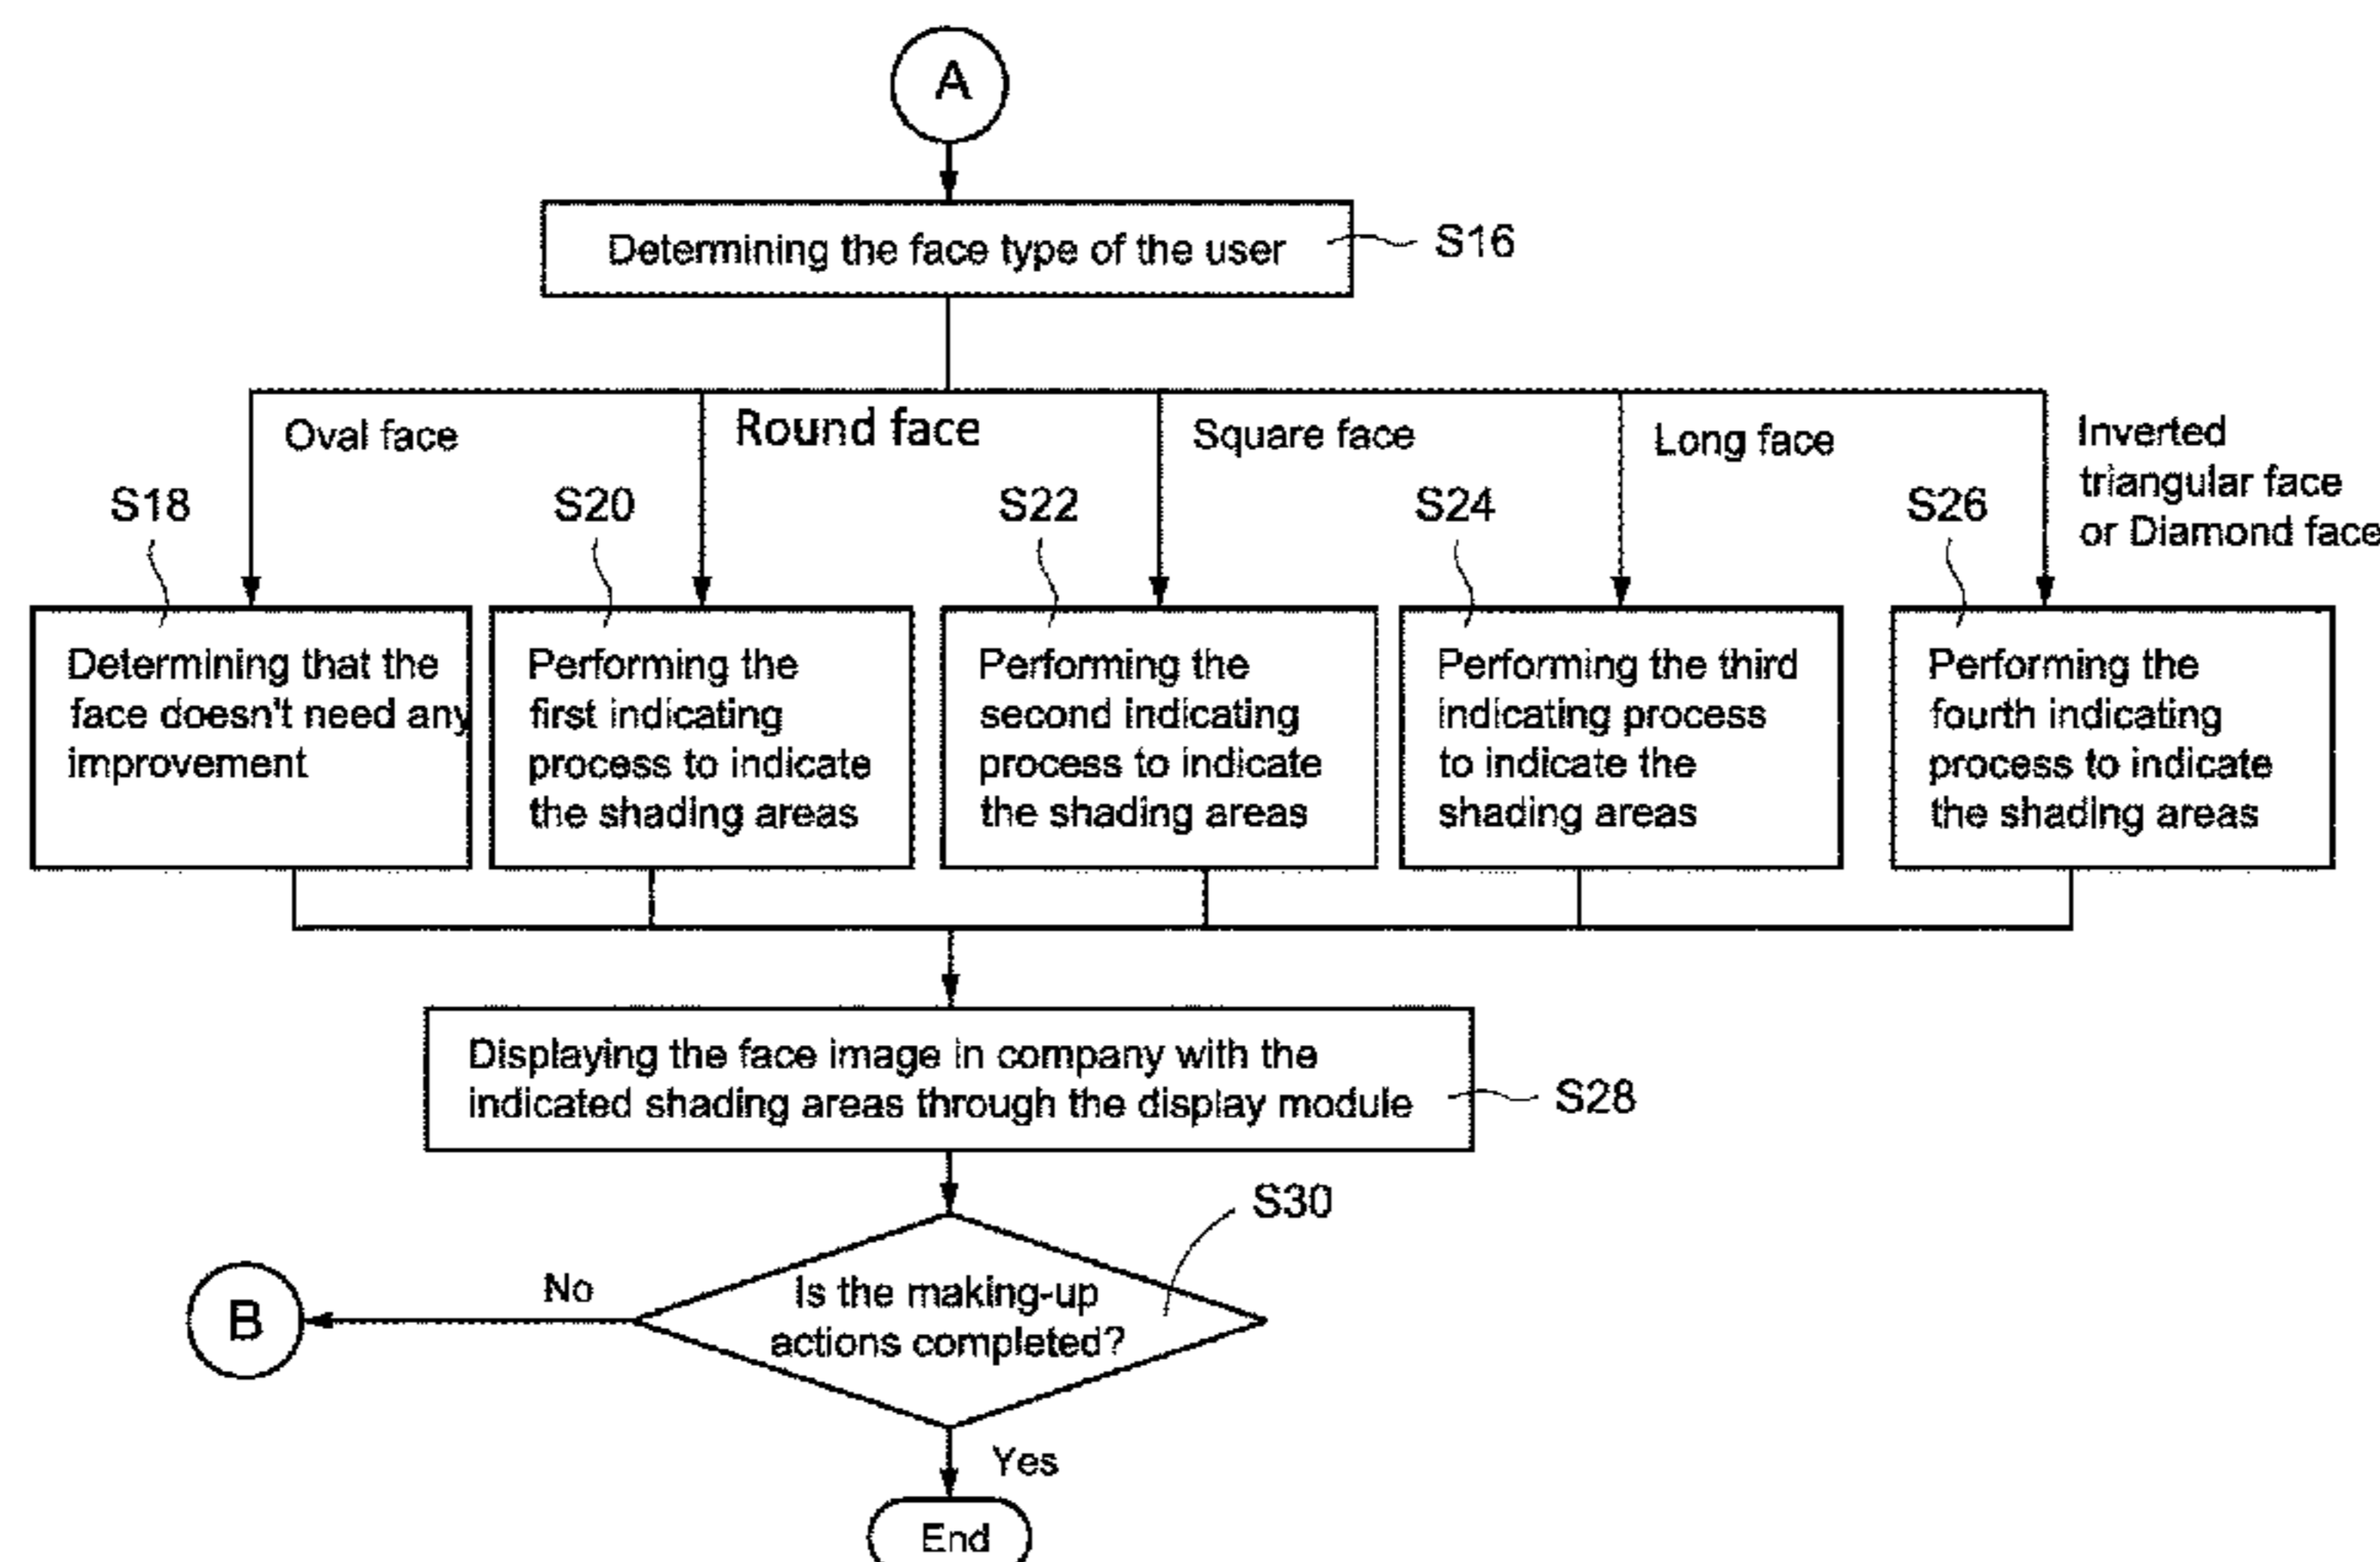 A
Determining the face type of the user
S16
Oval face
Round face
Square face
Long face
Inverted
triangular face
or Diamond face
S18
S20
S22
S24
S26
Determining that the
face doesn't need any
improvement
Performing the
first indicating
process to indicate
the shading areas
Performing the
second indicating
process to indicate
the shading areas
Performing the third
indicating process
to indicate the
shading areas
Performing the
fourth indicating
process to indicate
the shading areas
Displaying the face image in company with the
indicated shading areas through the display module
S28
S30
Is the making-up
actions completed?
No
B
Yes
End